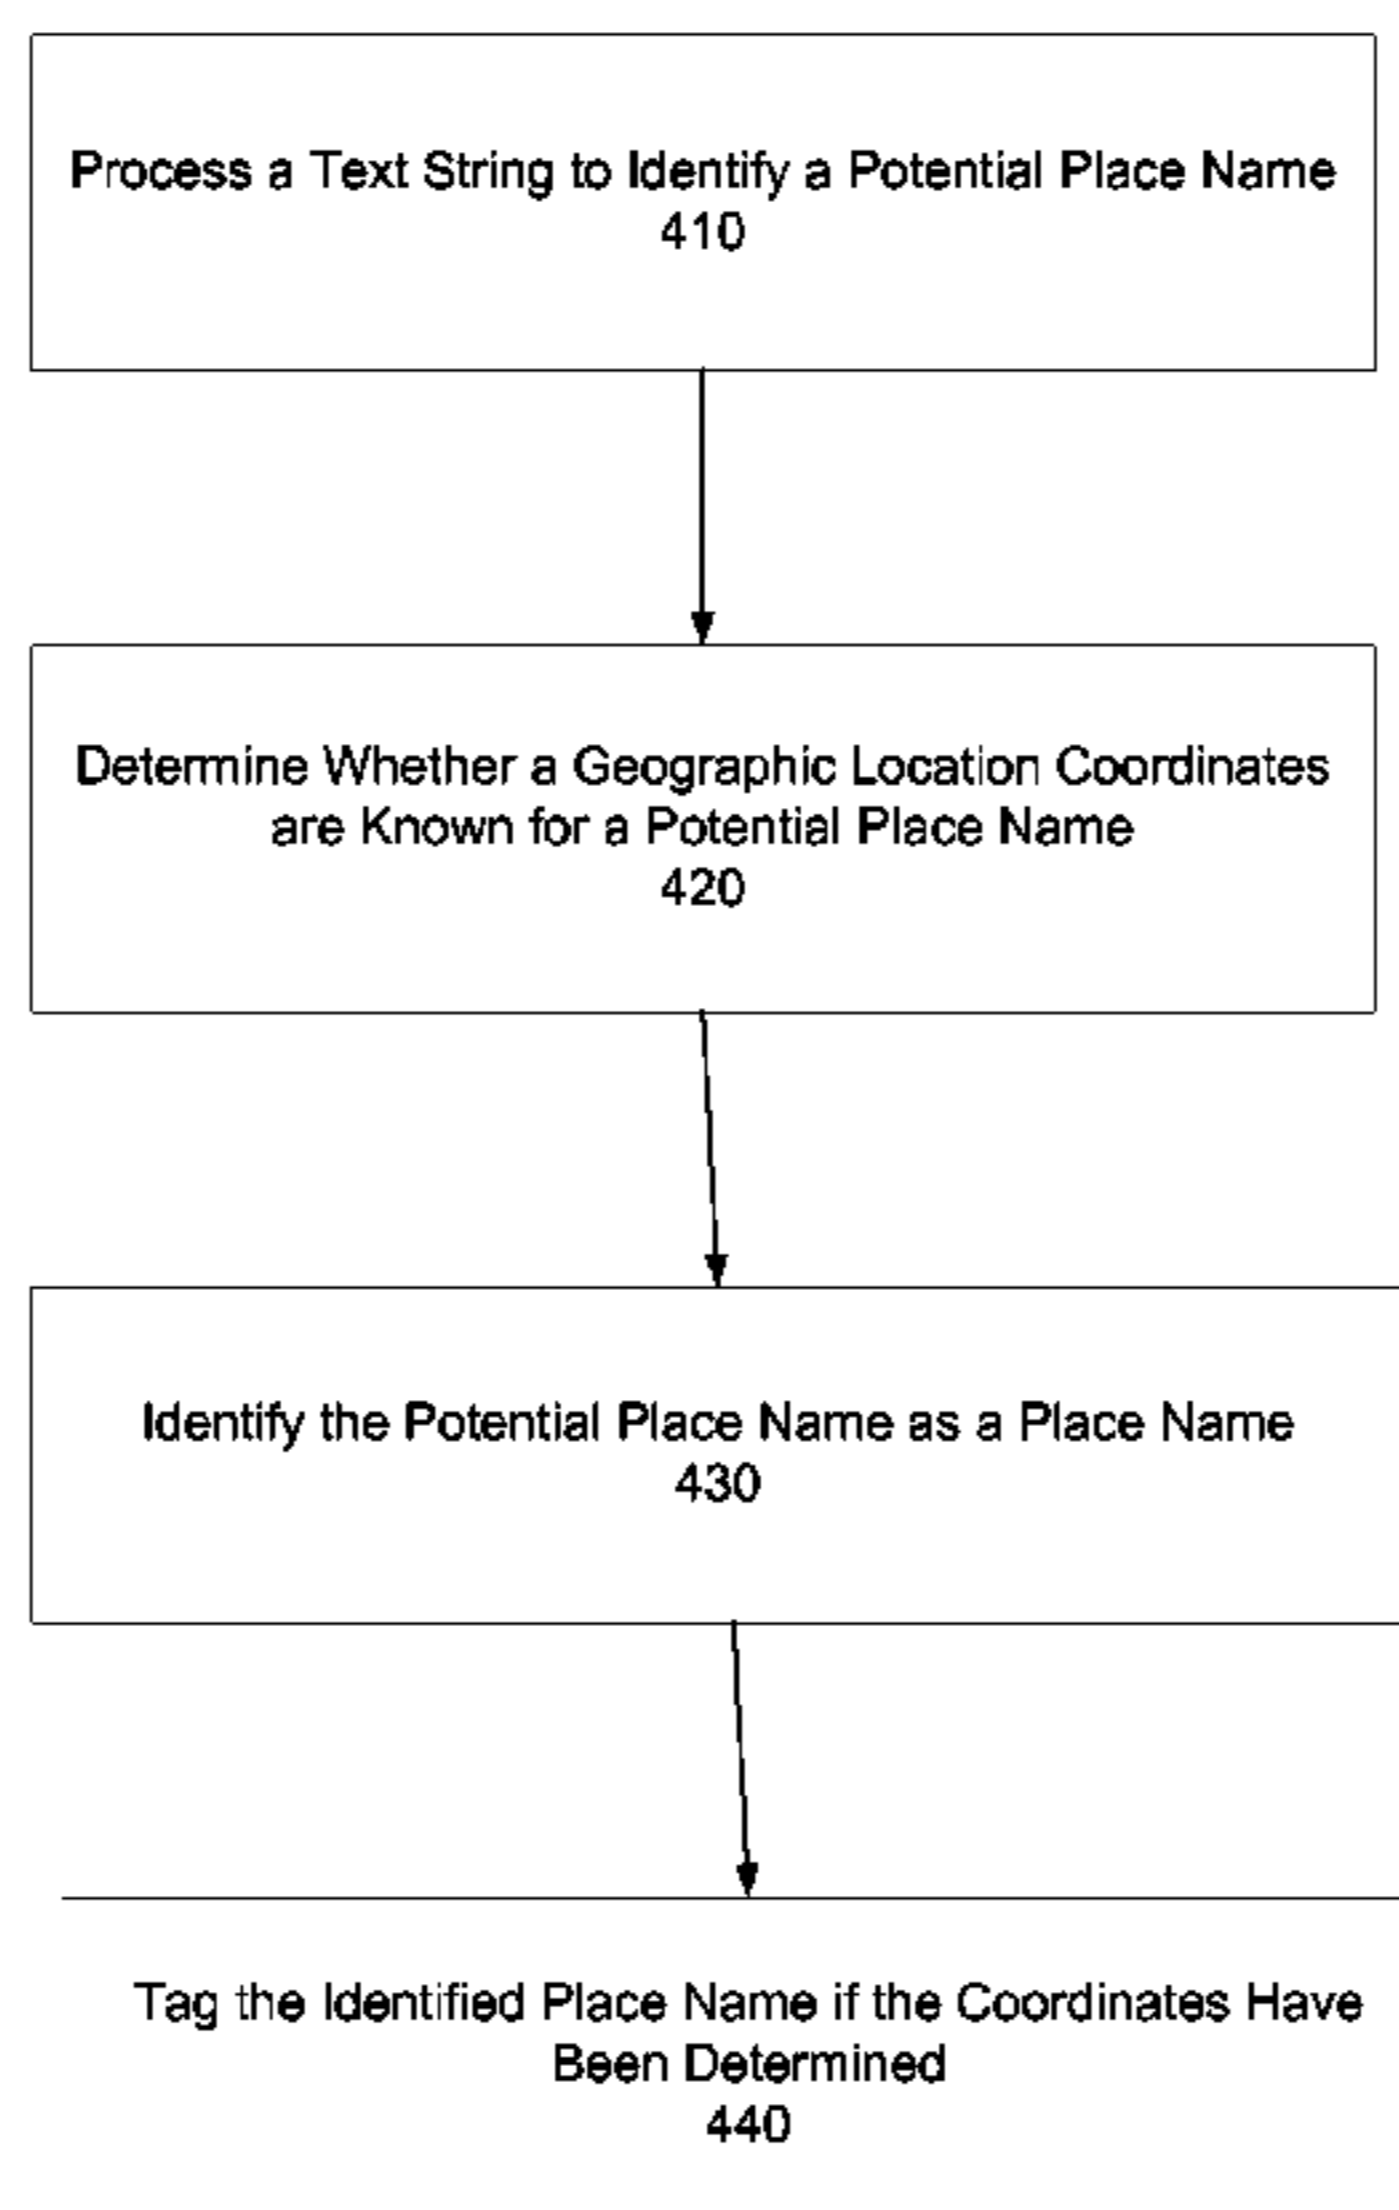 Process a Text String to Identify a Potential Place Name
410
Determine Whether a Geographic Location Coordinates
are Known for a Potential Place Name
420
Identify the Potential Place Name as a Place Name
430
Tag the Identified Place Name if the Coordinates Have
Been Determined
440